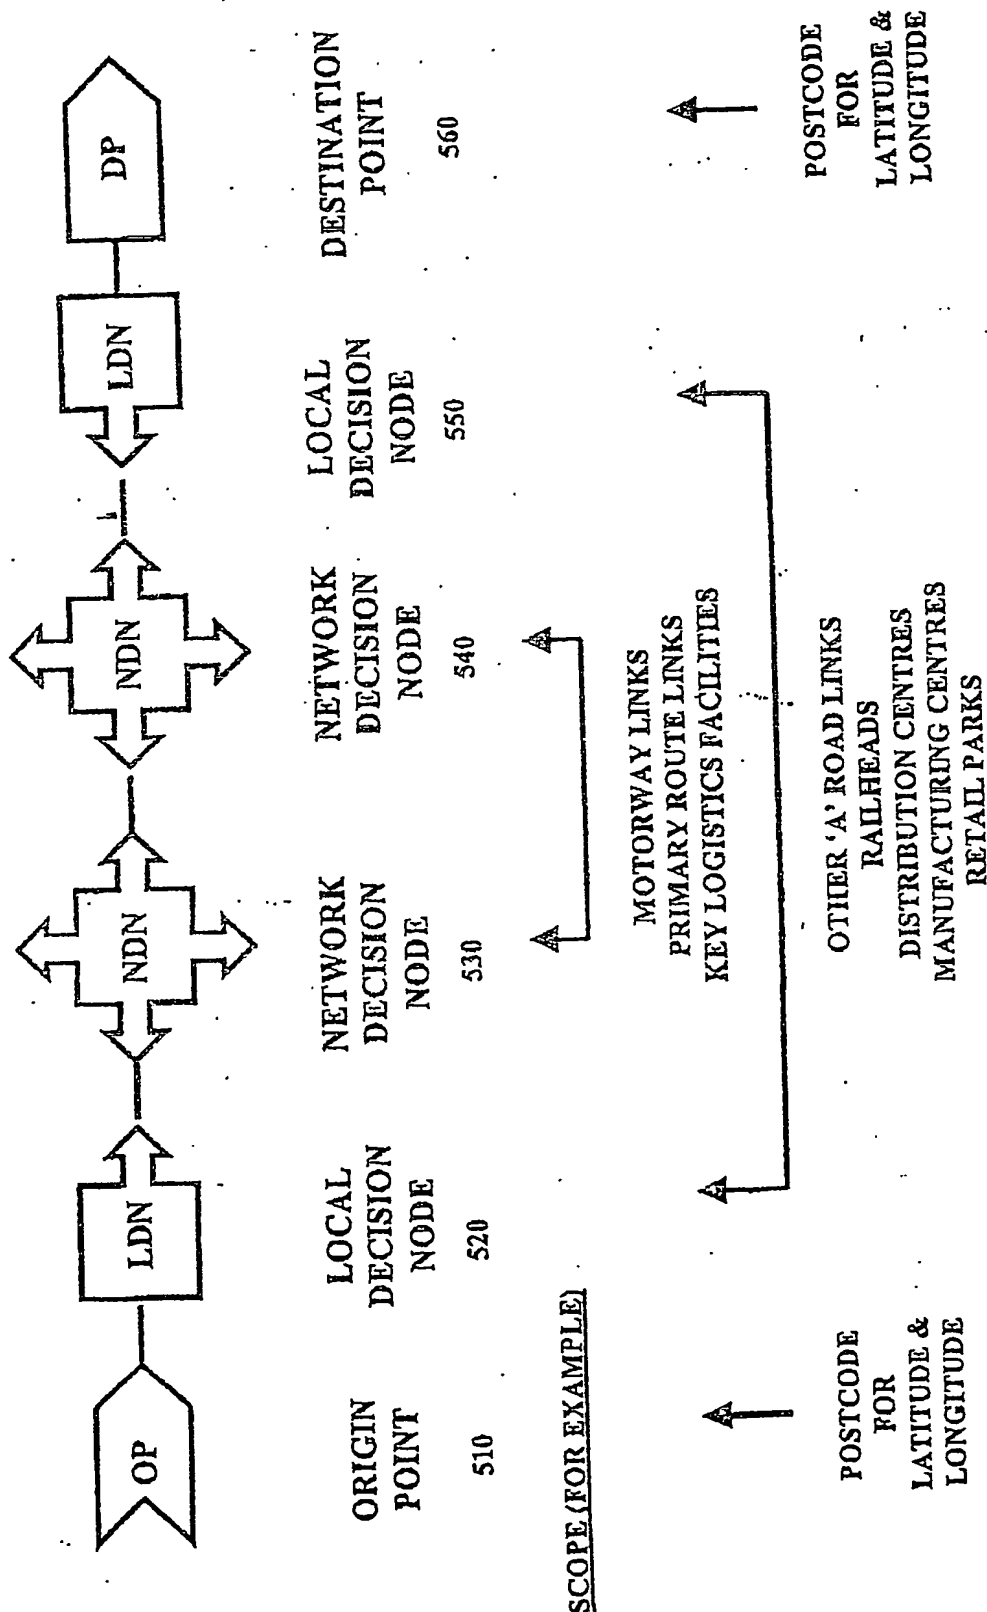 OP
LDN
NDN
NDN
LDN
DP
ORIGIN
POINT
510
LOCAL
DECISION
NODE
520
NETWORK
DECISION
NODE
530
NETWORK
DECISION
NODE
540
LOCAL
DECISION
NODE
550
DESTINATION
POINT
560
SCOPE (FOR EXAMPLE)
MOTORWAY LINKS
PRIMARY ROUTE LINKS
KEY LOGISTICS FACILITIES
POSTCODE
FOR
LATITUDE &
LONGITUDE
OTHER 'A' ROAD LINKS
RAILHEADS
DISTRIBUTION CENTRES
MANUFACTURING CENTRES
RETAIL PARKS
POSTCODE
FOR
LATITUDE &
LONGITUDE